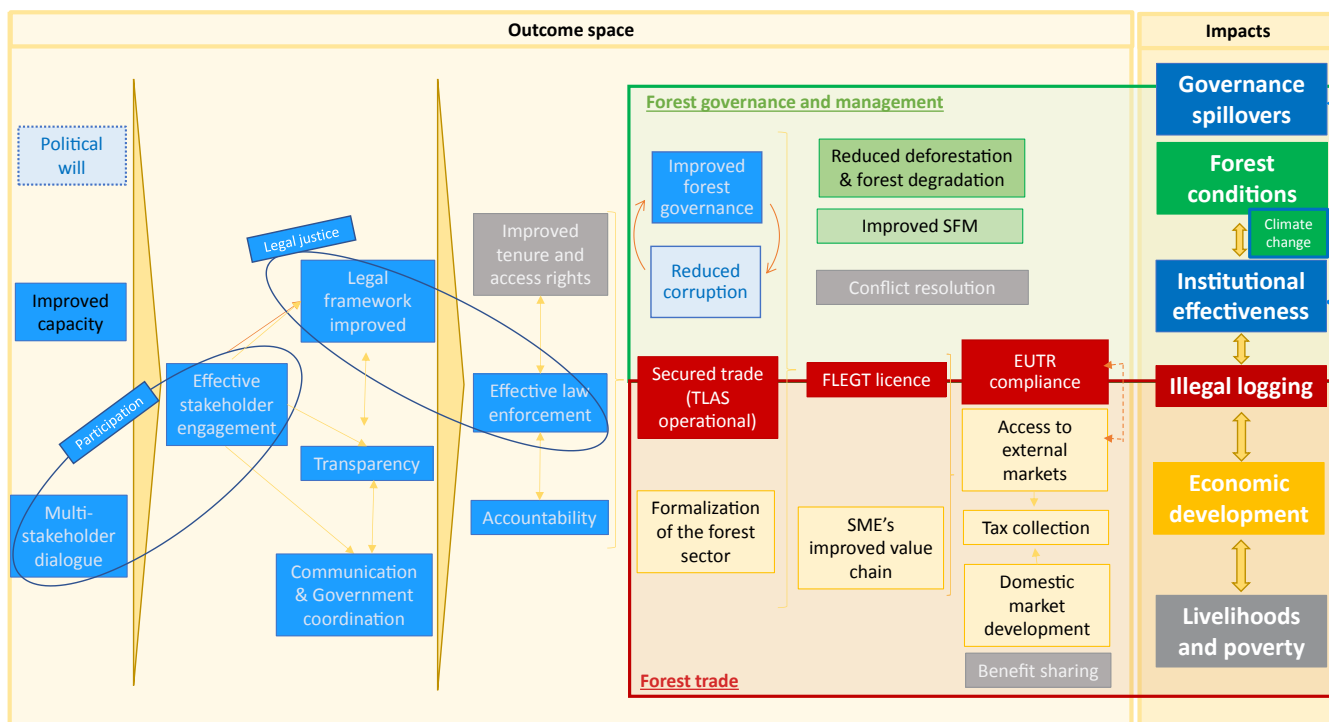 Outcome space
Impacts
Forest governance and management
Governance
spillovers
Political
will
Improved
forest
governance
Reduced deforestation
& forest degradation
Forest
conditions
Legal justice
Improved
tenure and
access rights
Improved SFM
Climate
change
Improved
capacity
Legal
framework
improved
Reduced
corruption
Conflict resolution
Institutional
effectiveness
Participation
Effective
stakeholder
engagement
Effective law
enforcement
Secured trade
(TLAS
operational)
FLEGT licence
EUTR
compliance
Illegal logging
Access to
external
markets
Transparency
Multi-
stakeholder
dialogue
Accountability
Formalization
of the forest
sector
SME's
improved value
chain
Tax collection
Economic
development
Communication
& Government
coordination
Domestic
market
development
Livelihoods
and poverty
Benefit sharing
Forest trade